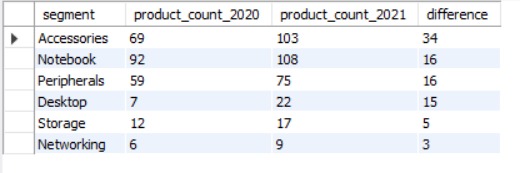 segment product_count_2020 product_count_2021 difference
Accessories 69 103 34
Notebook 92 108 16
Peripherals 59 75 16
Desktop 7 22 15
Storage 12 17 5
Networking 6 9 3